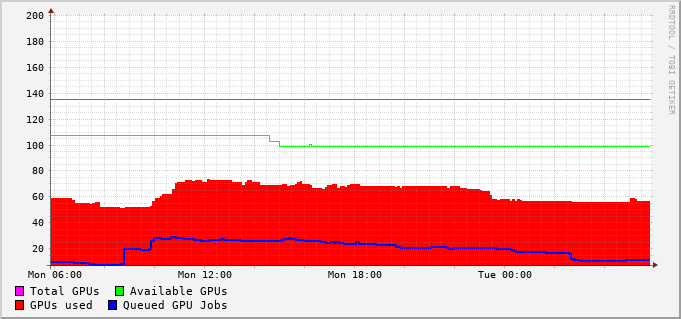 200
180
160
140
120
100
80
60
40
20
Mon 06:00 Mon 12:00 Mon 18:00 Tue 00:00
Total GPUs Available GPUs
GPUs used Queued GPU Jobs
RRDTOOL / TOBI OETIKER